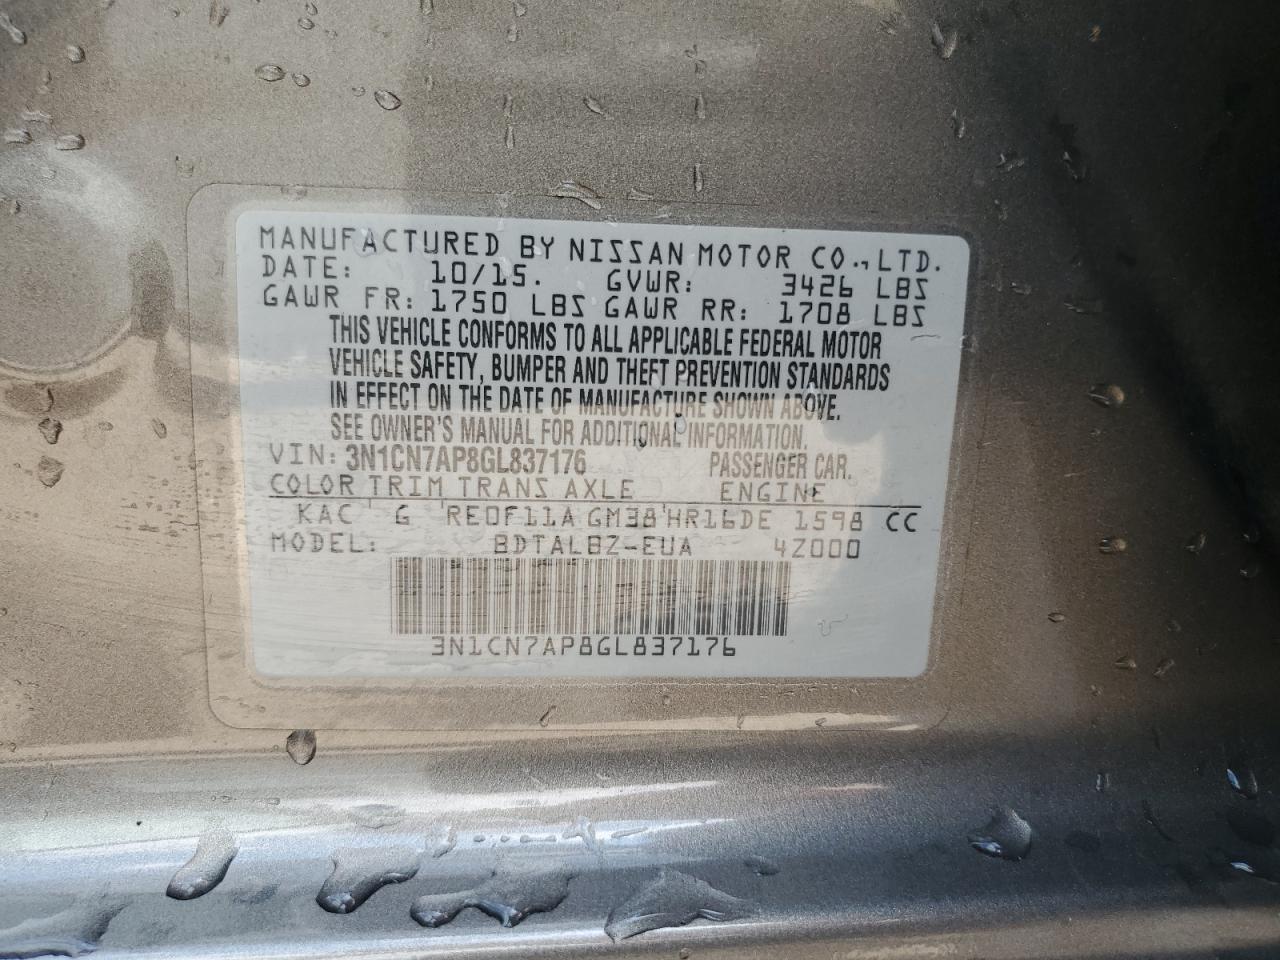 MANUFACTURED BY NISSAN MOTOR CO., LTD.
DATE: 10/15. GVWR: 3426 LBS
GAWR FR: 1750 LBS GAWR RR: 1708 LBS
THIS VEHICLE CONFORMS TO ALL APPLICABLE FEDERAL MOTOR
VEHICLE SAFETY, BUMPER AND THEFT PREVENTION STANDARDS
IN EFFECT ON THE DATE OF MANUFACTURE SHOWN ABOVE.
SEE OWNER'S MANUAL FOR ADDITIONAL INFORMATION.
VIN: 3N1CN7AP8GL837176 PASSENGER CAR.
COLOR TRIM TRANS AXLE ENGINE
KAC G RE0F11A GM38 HR16DE 1598 CC
MODEL: BDTALBZ-EUA 4Z000
3N1CN7AP8GL837176